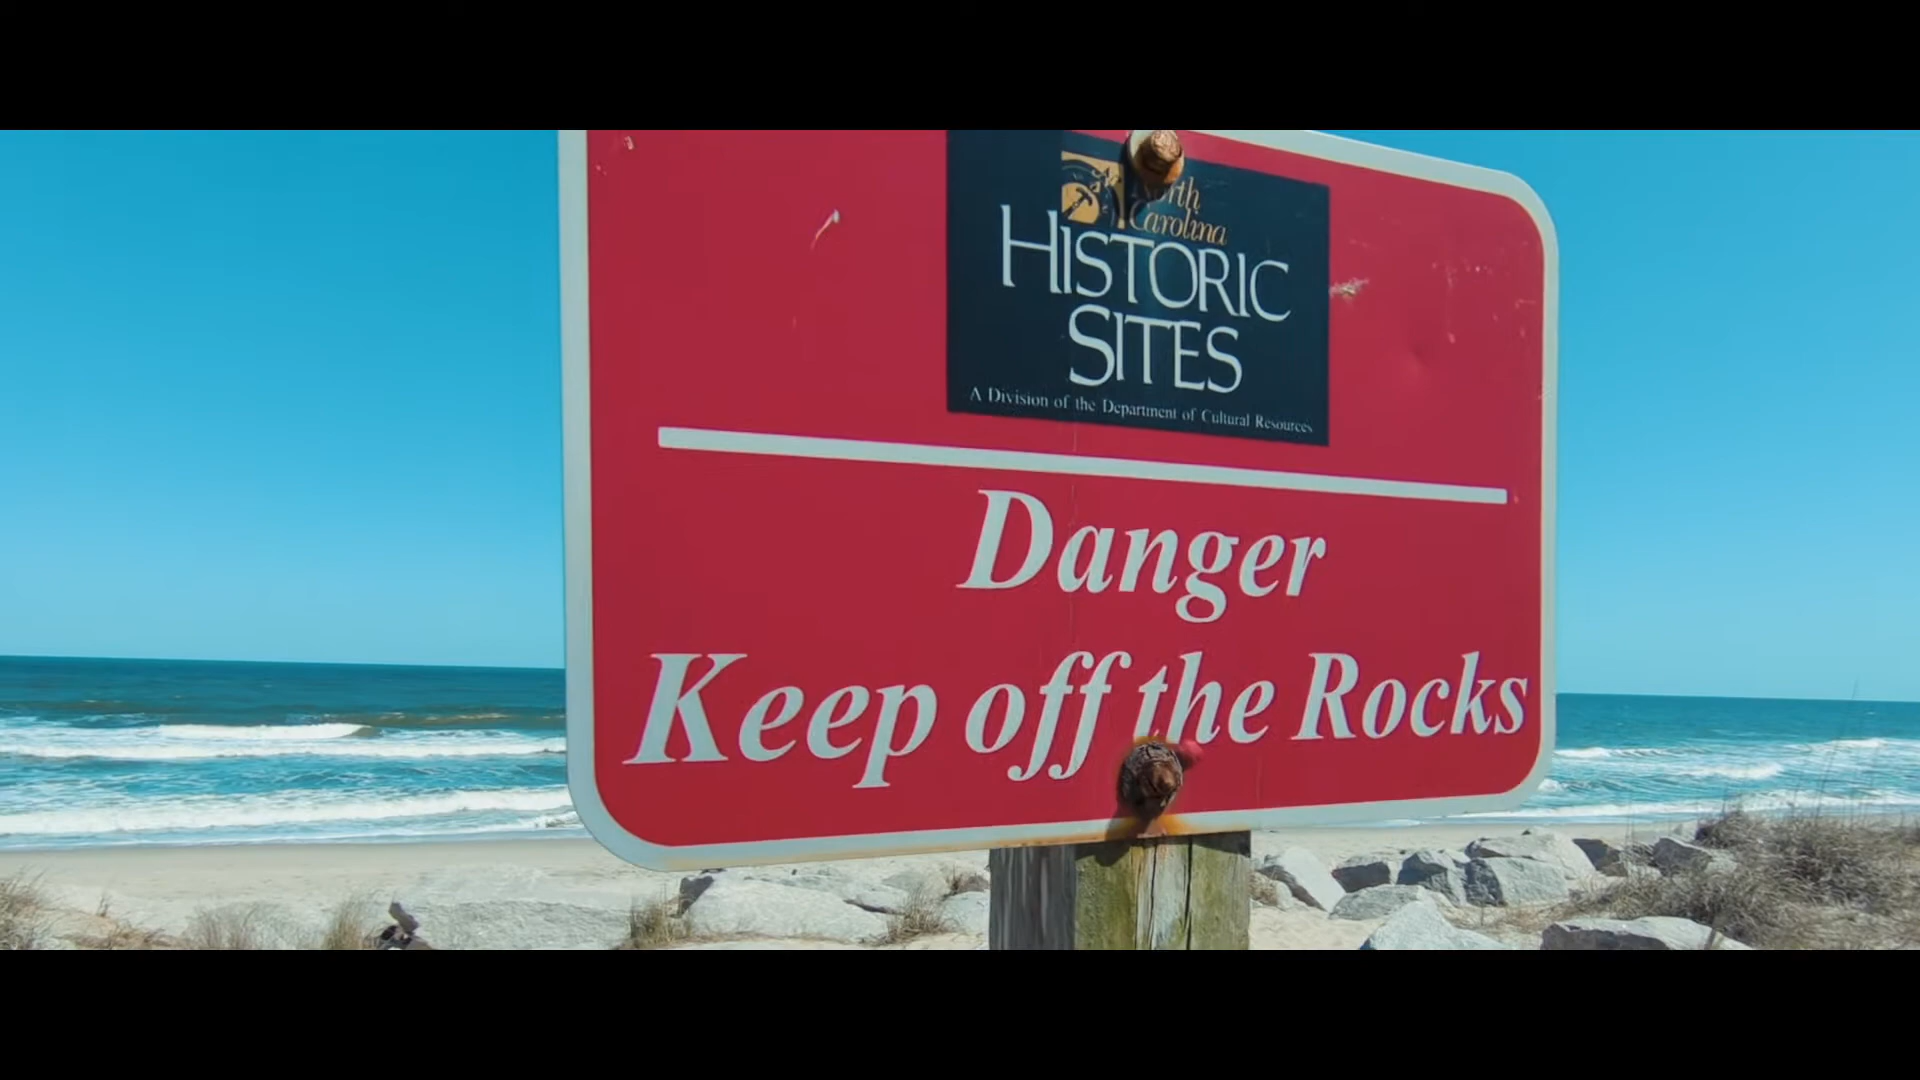 North
Carolina
HISTORIC
SITES
A Division of the Department of Cultural Resources
Danger
Keep off the Rocks